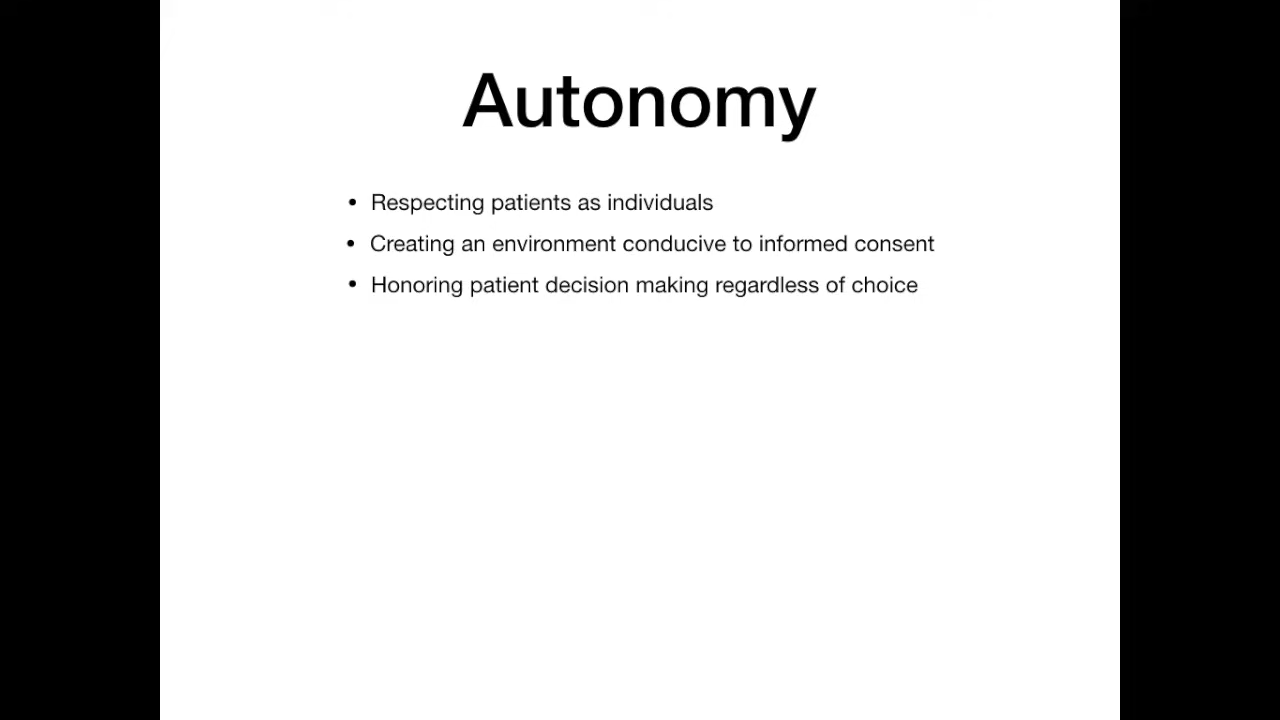 Autonomy
• Respecting patients as individuals
• Creating an environment conducive to informed consent
• Honoring patient decision making regardless of choice